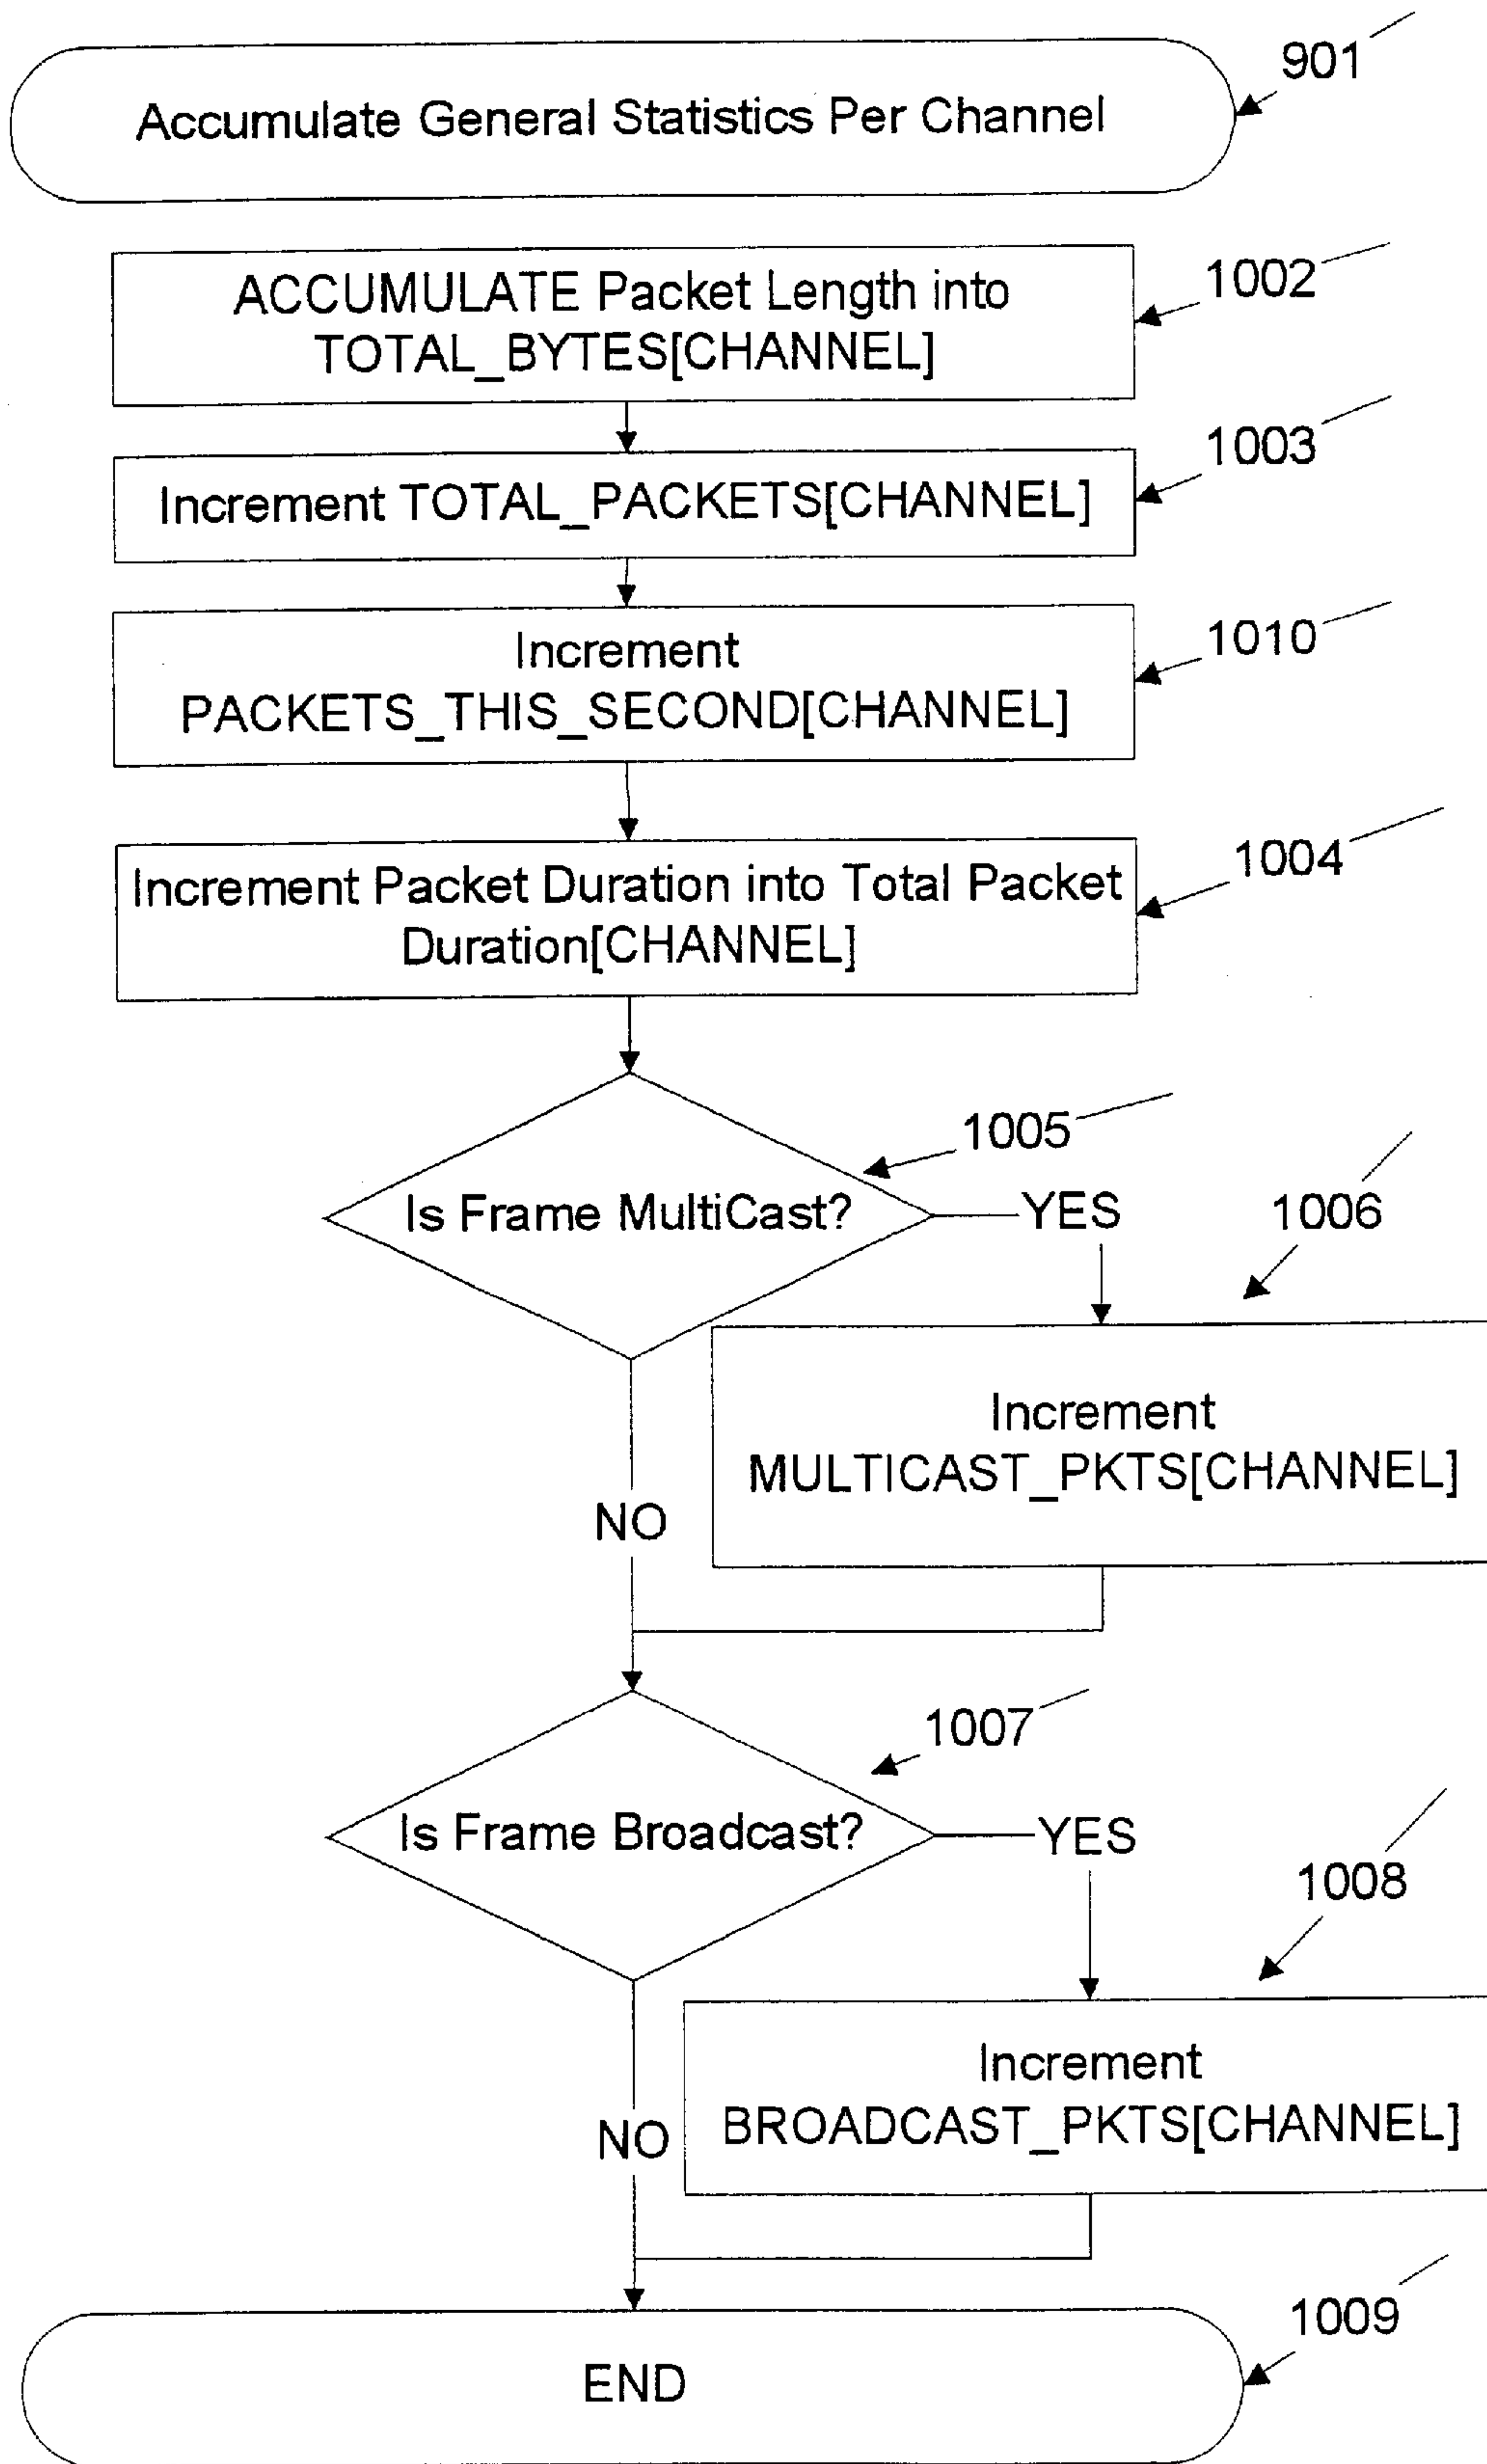 901
Accumulate General Statistics Per Channel
1002
ACCUMULATE Packet Length into
TOTAL_BYTES[CHANNEL]
1003
Increment TOTAL_PACKETS[CHANNEL]
1010
Increment
PACKETS_THIS_SECOND[CHANNEL]
1004
Increment Packet Duration into Total Packet
Duration[CHANNEL]
1005
Is Frame MultiCast?
YES
1006
Increment
MULTICAST_PKTS[CHANNEL]
NO
1007
Is Frame Broadcast?
YES
1008
Increment
BROADCAST_PKTS[CHANNEL]
NO
1009
END